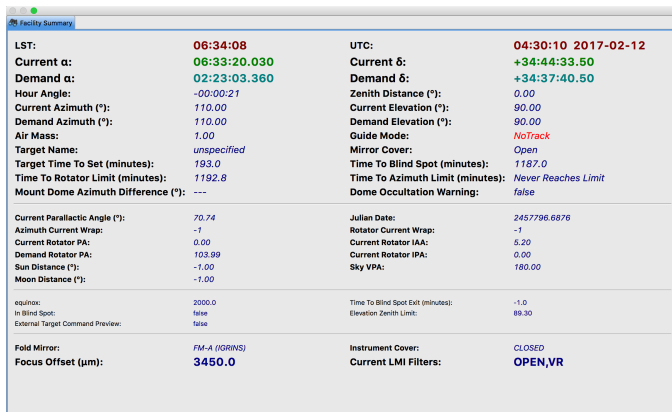 Facility Summary
LST: 06:34:08 UTC: 04:30:10 2017-02-12
Current α: 06:33:20.030 Current δ: +34:44:33.50
Demand α: 02:23:03.360 Demand δ: +34:37:40.50
Hour Angle: -00:00:21 Zenith Distance (°): 0.00
Current Azimuth (°): 110.00 Current Elevation (°): 90.00
Demand Azimuth (°): 110.00 Demand Elevation (°): 90.00
Air Mass: 1.00 Guide Mode: NoTrack
Target Name: unspecified Mirror Cover: Open
Target Time To Set (minutes): 193.0 Time To Blind Spot (minutes): 1187.0
Time To Rotator Limit (minutes): 1192.8 Time To Azimuth Limit (minutes): Never Reaches Limit
Mount Dome Azimuth Difference (°): --- Dome Occultation Warning: false
Current Parallactic Angle (°): 70.74 Julian Date: 2457796.6876
Azimuth Current Wrap: -1 Rotator Current Wrap: -1
Current Rotator PA: 0.00 Current Rotator IAA: 5.20
Demand Rotator PA: 103.99 Current Rotator IPA: 0.00
Sun Distance (°): -1.00 Sky VPA: 180.00
Moon Distance (°): -1.00
equinox: 2000.0 Time To Blind Spot Exit (minutes): -1.0
In Blind Spot: false Elevation Zenith Limit: 89.30
External Target Command Preview: false
Fold Mirror: FM-A (IGRINS) Instrument Cover: CLOSED
Focus Offset (µm): 3450.0 Current LMI Filters: OPEN,VR